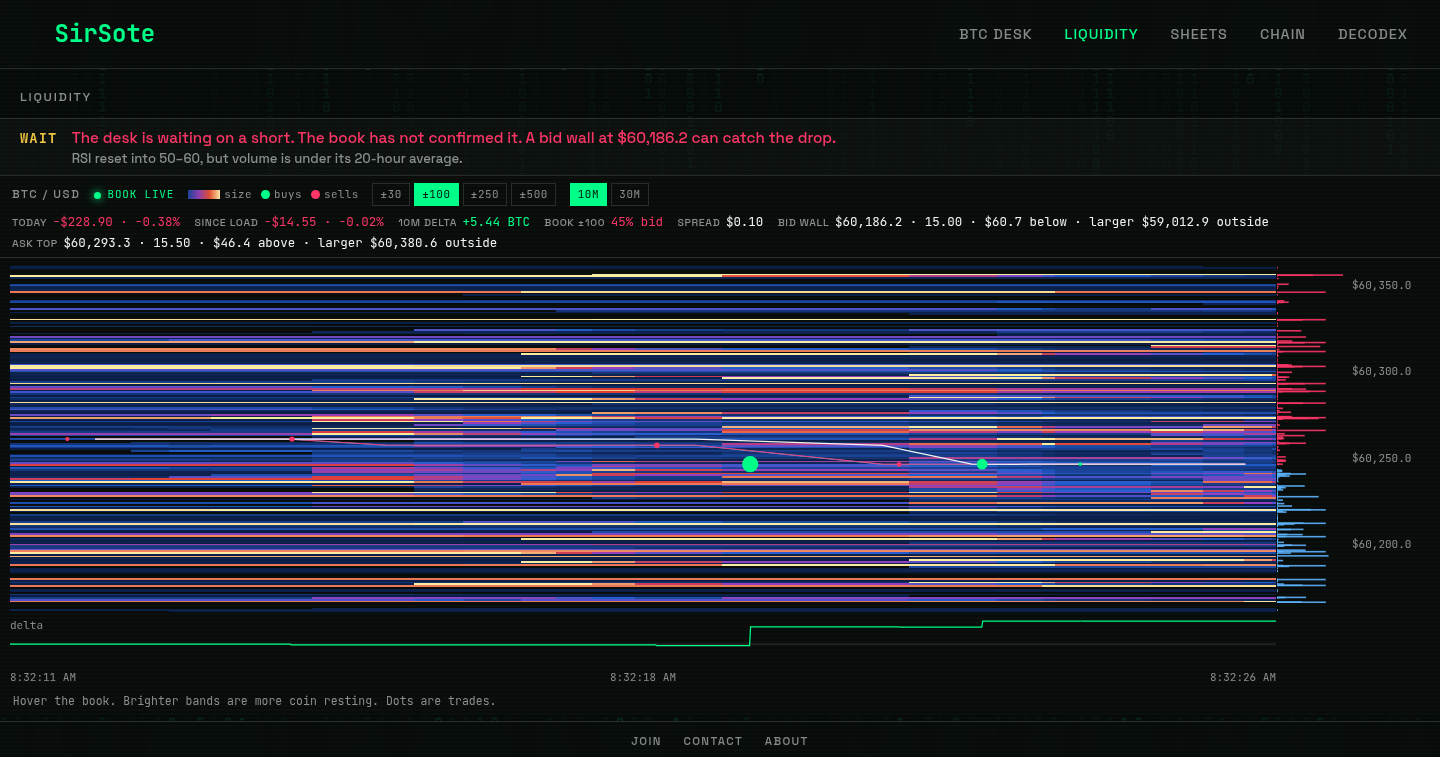 SirSote
BTC DESK LIQUIDITY SHEETS CHAIN DECODEX
LIQUIDITY
WAIT The desk is waiting on a short. The book has not confirmed it. A bid wall at $60,186.2 can catch the drop.
RSI reset into 50–60, but volume is under its 20-hour average.
BTC / USD BOOK LIVE size buys sells ±30 ±100 ±250 ±500 10M 30M
TODAY -$228.90 · -0.38% SINCE LOAD -$14.55 · -0.02% 10M DELTA +5.44 BTC BOOK ±100 45% bid SPREAD $0.10 BID WALL $60,186.2 · 15.00 · $60.7 below · larger $59,012.9 outside
ASK TOP $60,293.3 · 15.50 · $46.4 above · larger $60,380.6 outside
$60,350.0
$60,300.0
$60,250.0
$60,200.0
delta
8:32:11 AM 8:32:18 AM 8:32:26 AM
Hover the book. Brighter bands are more coin resting. Dots are trades.
JOIN CONTACT ABOUT